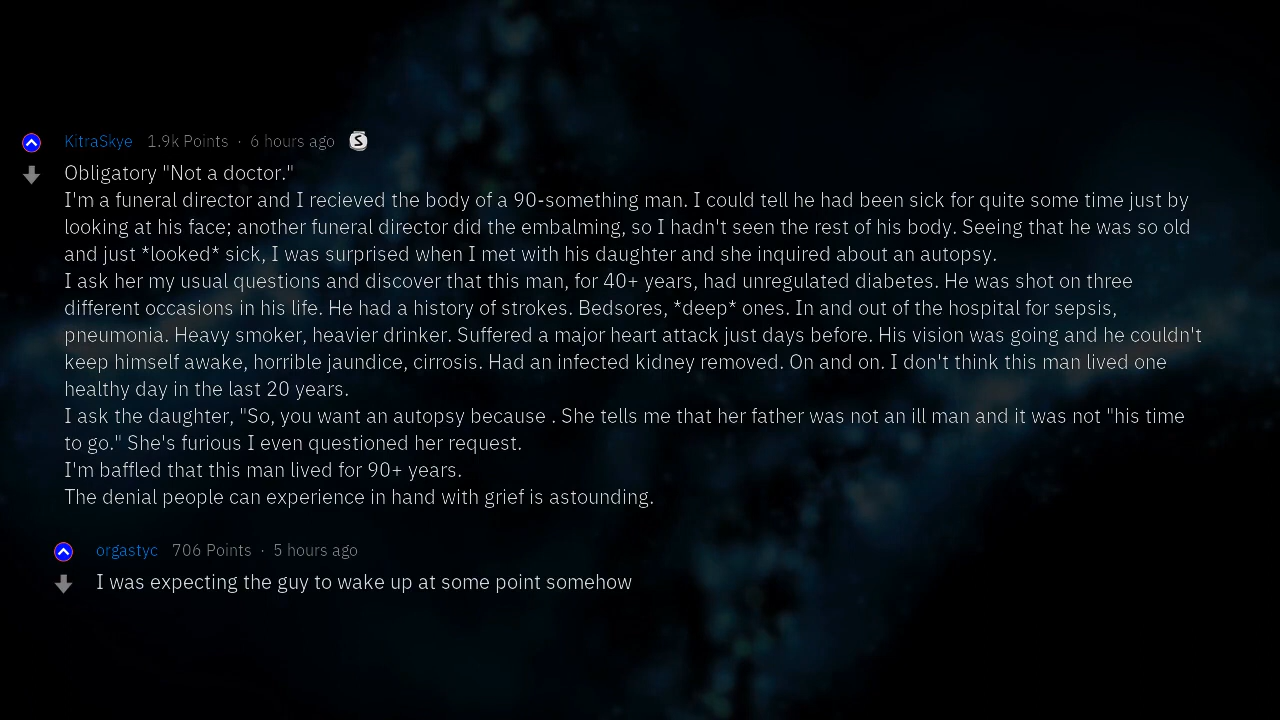 KitraSkye 1.9k Points · 6 hours ago S
Obligatory "Not a doctor."
I'm a funeral director and I recieved the body of a 90-something man. I could tell he had been sick for quite some time just by
looking at his face; another funeral director did the embalming, so I hadn't seen the rest of his body. Seeing that he was so old
and just *looked* sick, I was surprised when I met with his daughter and she inquired about an autopsy.
I ask her my usual questions and discover that this man, for 40+ years, had unregulated diabetes. He was shot on three
different occasions in his life. He had a history of strokes. Bedsores, *deep* ones. In and out of the hospital for sepsis,
pneumonia. Heavy smoker, heavier drinker. Suffered a major heart attack just days before. His vision was going and he couldn't
keep himself awake, horrible jaundice, cirrosis. Had an infected kidney removed. On and on. I don't think this man lived one
healthy day in the last 20 years.
I ask the daughter, "So, you want an autopsy because . She tells me that her father was not an ill man and it was not "his time
to go." She's furious I even questioned her request.
I'm baffled that this man lived for 90+ years.
The denial people can experience in hand with grief is astounding.
orgastyc 706 Points · 5 hours ago
I was expecting the guy to wake up at some point somehow